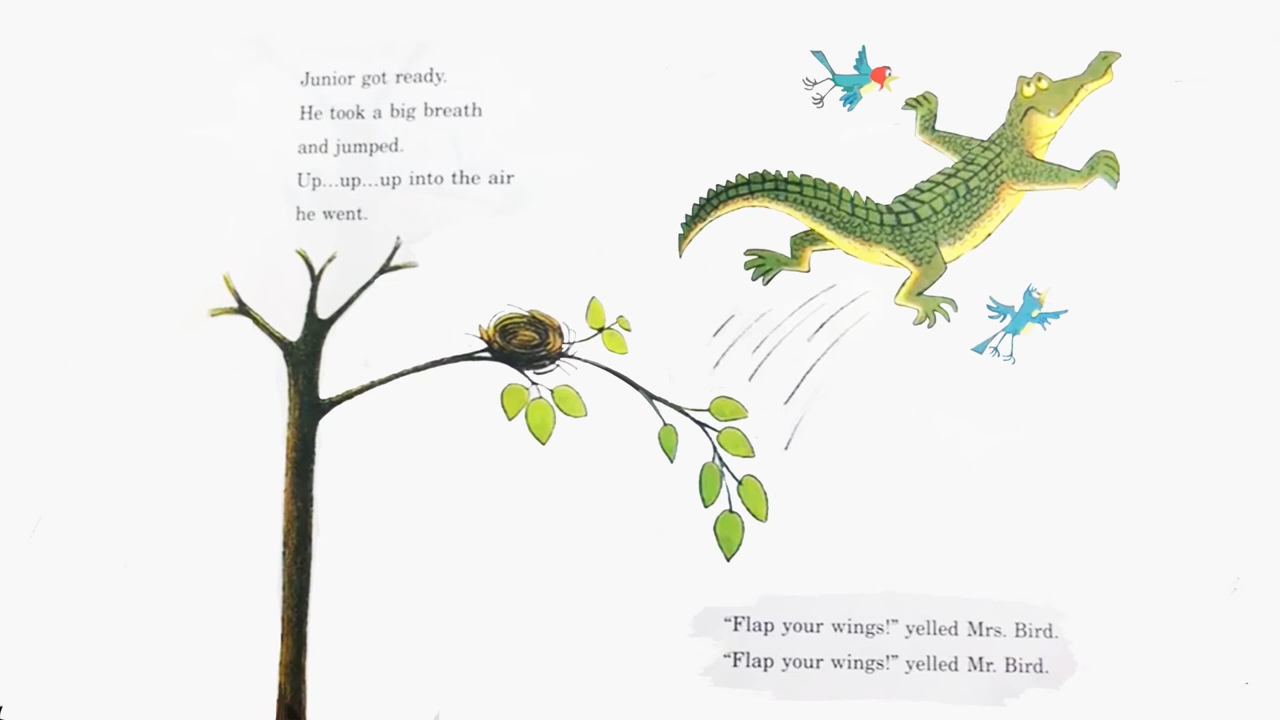 Junior got ready.
He took a big breath
and jumped.
Up...up...up into the air
he went.
“Flap your wings!” yelled Mrs. Bird.
“Flap your wings!” yelled Mr. Bird.